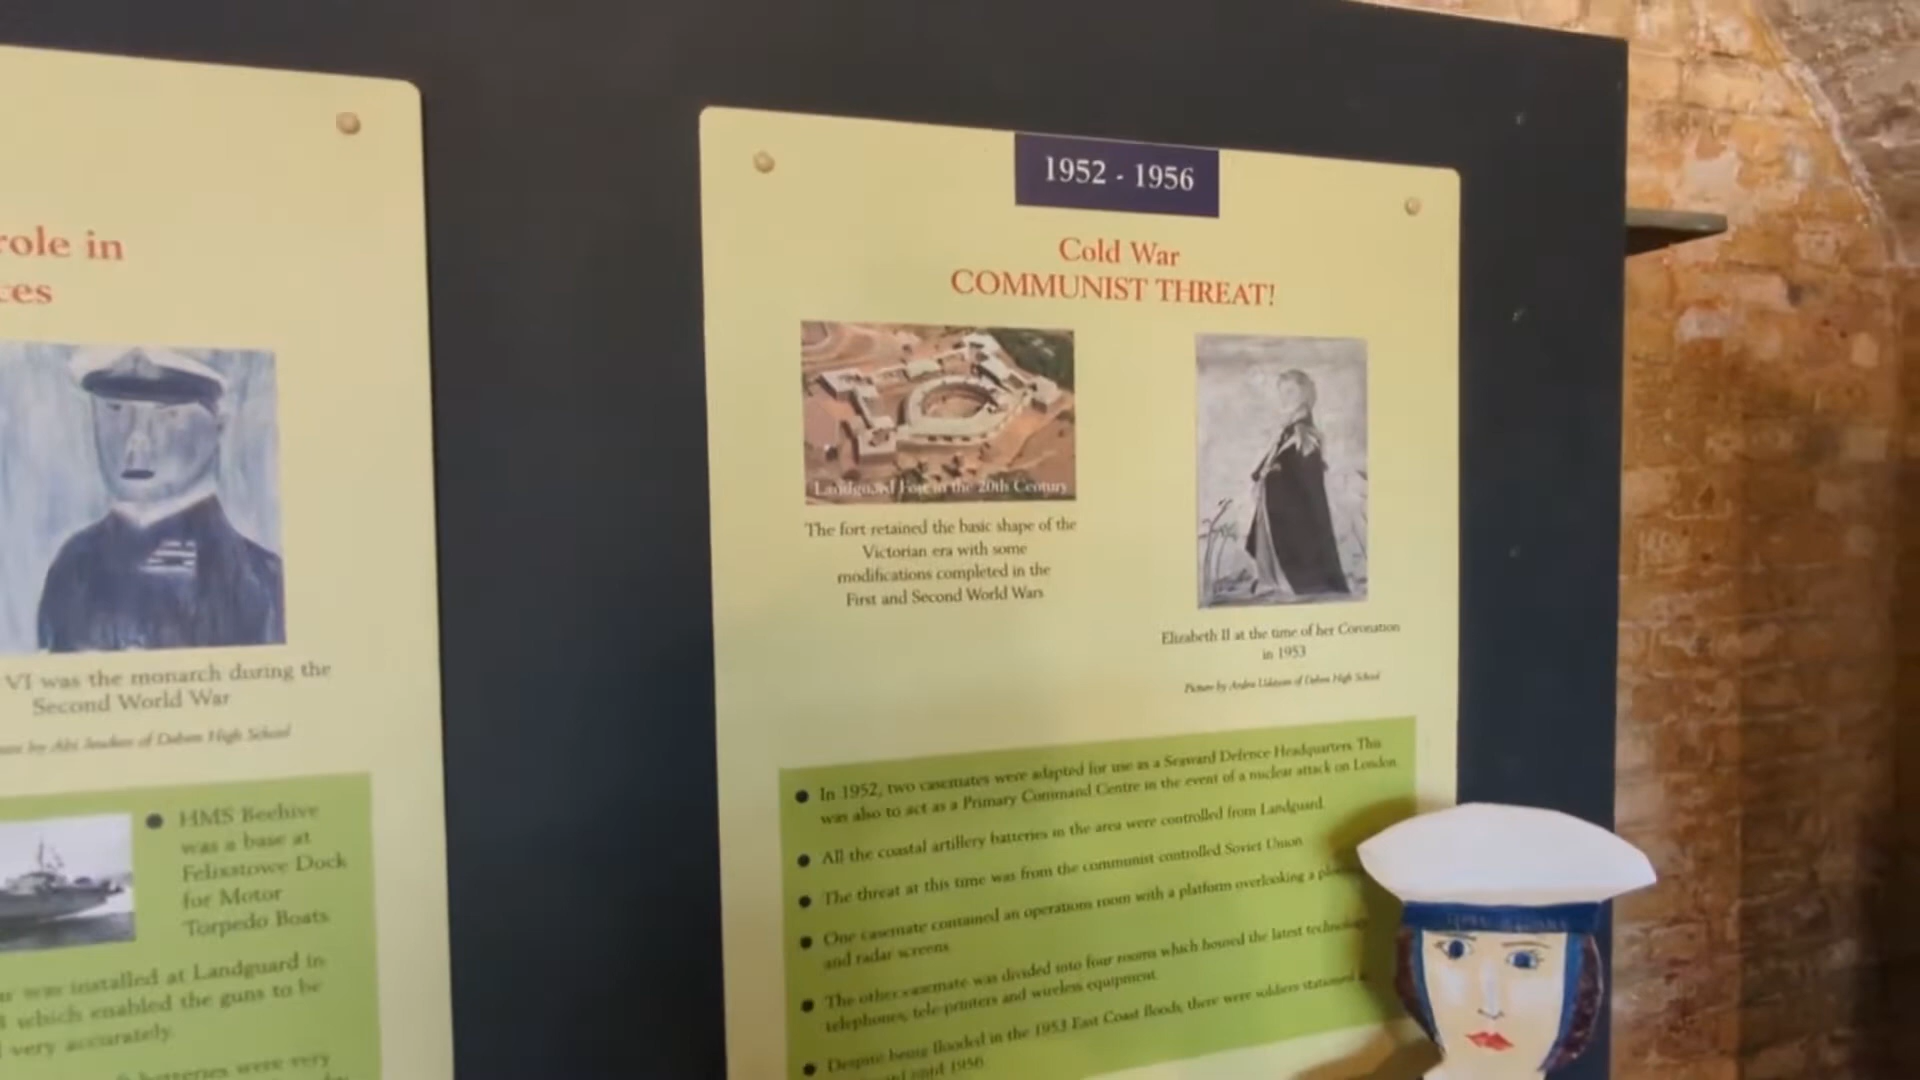 role in
ces
VI was the monarch during the
Second World War
by Abi of Deben High School
HMS Beehive
was a base at
Felixstowe Dock
for Motor
Torpedo Boats
was installed at Landguard in
which enabled the guns to be
very accurately.
batteries were very
1952 - 1956
Cold War
COMMUNIST THREAT!
Landguard Fort in the 20th Century
The fort retained the basic shape of the
Victorian era with some
modifications completed in the
First and Second World Wars
Elizabeth II at the time of her Coronation
in 1953
Picture by of Deben High School
In 1952, two casemates were adapted for use as a Seaward Defence Headquarters. This
was also to act as a Primary Command Centre in the event of a nuclear attack on London.
All the coastal artillery batteries in the area were controlled from Landguard.
The threat at this time was from the communist controlled Soviet Union
One casemate contained an operations room with a platform overlooking a
and radar screens
The other casemate was divided into four rooms which housed the latest technology
telephones, tele-printers and wireless equipment.
Despite being flooded in the 1953 East Coast floods, there were soldiers stationed
until 1956